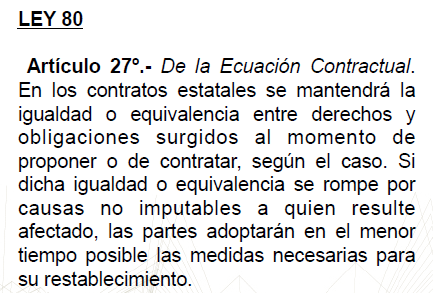 LEY 80
Artículo 27º.- De la Ecuación Contractual.
En los contratos estatales se mantendrá la
igualdad o equivalencia entre derechos y
obligaciones surgidos al momento de
proponer o de contratar, según el caso. Si
dicha igualdad o equivalencia se rompe por
causas no imputables a quien resulte
afectado, las partes adoptarán en el menor
tiempo posible las medidas necesarias para
su restablecimiento.